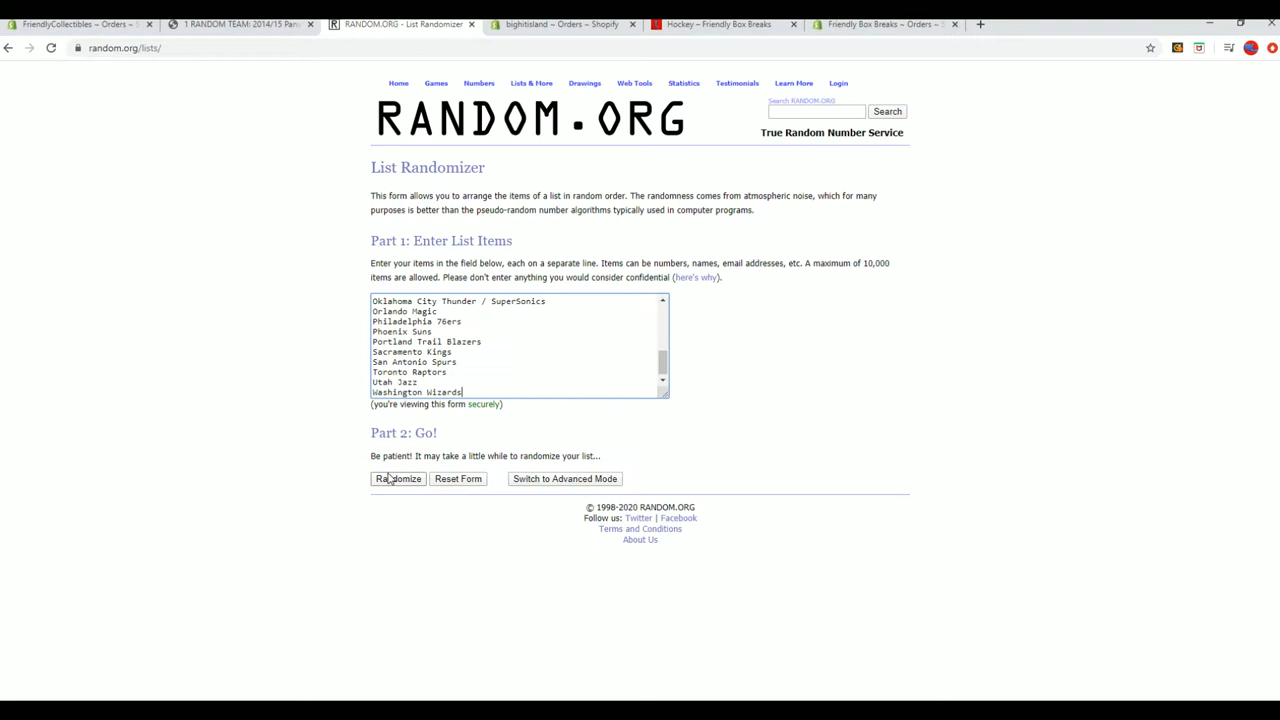 FriendlyCollectibles ~ Orders ~ S
1 RANDOM TEAM: 2014/15 Pan
RANDOM.ORG - List Randomizer
bighitisland ~ Orders ~ Shopify
Hockey – Friendly Box Breaks
Friendly Box Breaks ~ Orders ~ S
random.org/lists/
Home Games Numbers Lists & More Drawings Web Tools Statistics Testimonials Learn More Login
RANDOM.ORG
Search RANDOM.ORG
Search
True Random Number Service
List Randomizer
This form allows you to arrange the items of a list in random order. The randomness comes from atmospheric noise, which for many
purposes is better than the pseudo-random number algorithms typically used in computer programs.
Part 1: Enter List Items
Enter your items in the field below, each on a separate line. Items can be numbers, names, email addresses, etc. A maximum of 10,000
items are allowed. Please don't enter anything you would consider confidential (here's why).
Oklahoma City Thunder / SuperSonics
Orlando Magic
Philadelphia 76ers
Phoenix Suns
Portland Trail Blazers
Sacramento Kings
San Antonio Spurs
Toronto Raptors
Utah Jazz
Washington Wizards
(you're viewing this form securely)
Part 2: Go!
Be patient! It may take a little while to randomize your list...
Randomize Reset Form Switch to Advanced Mode
© 1998-2020 RANDOM.ORG
Follow us: Twitter | Facebook
Terms and Conditions
About Us